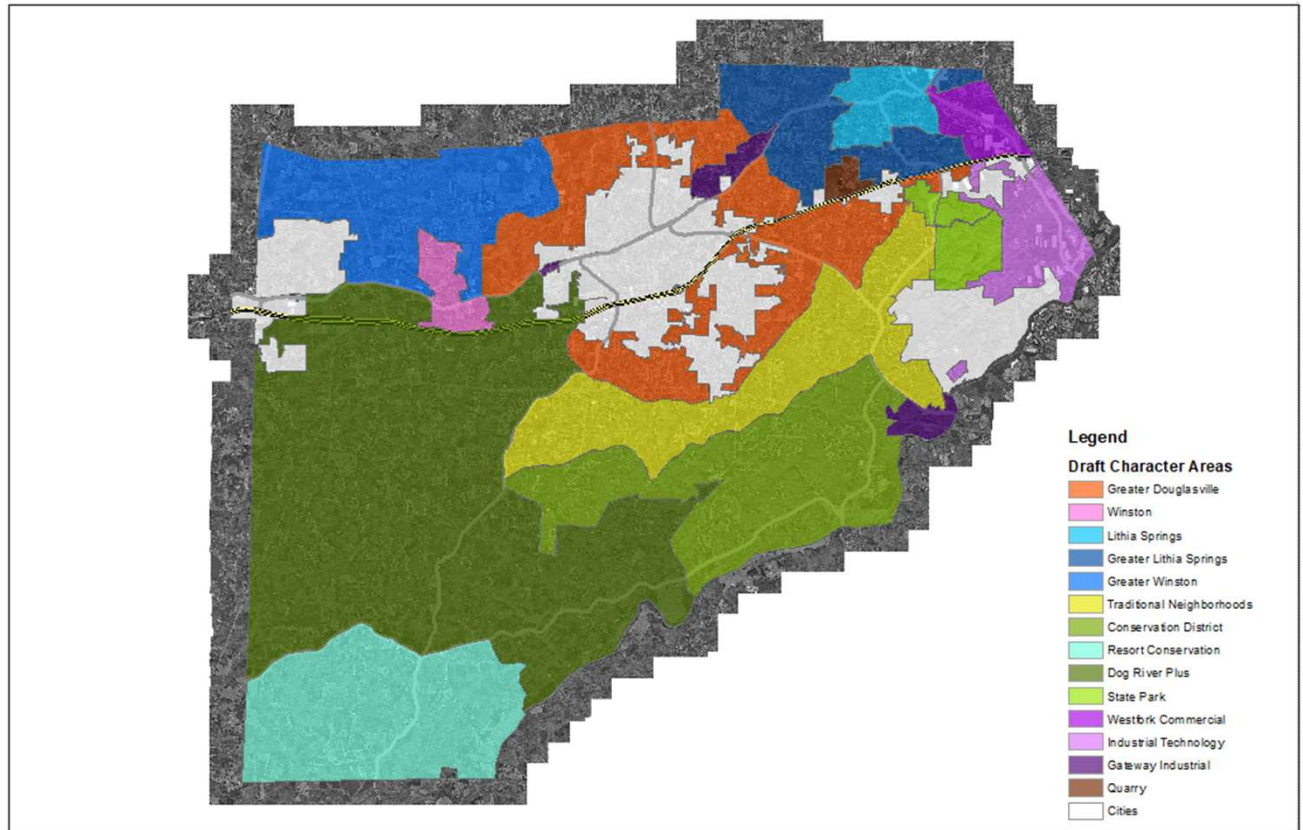 Legend
Draft Character Areas
Greater Douglasville
Winston
Lithia Springs
Greater Lithia Springs
Greater Winston
Traditional Neighborhoods
Conservation District
Resort Conservation
Dog River Plus
State Park
Westfork Commercial
Industrial Technology
Gateway Industrial
Quarry
Cities